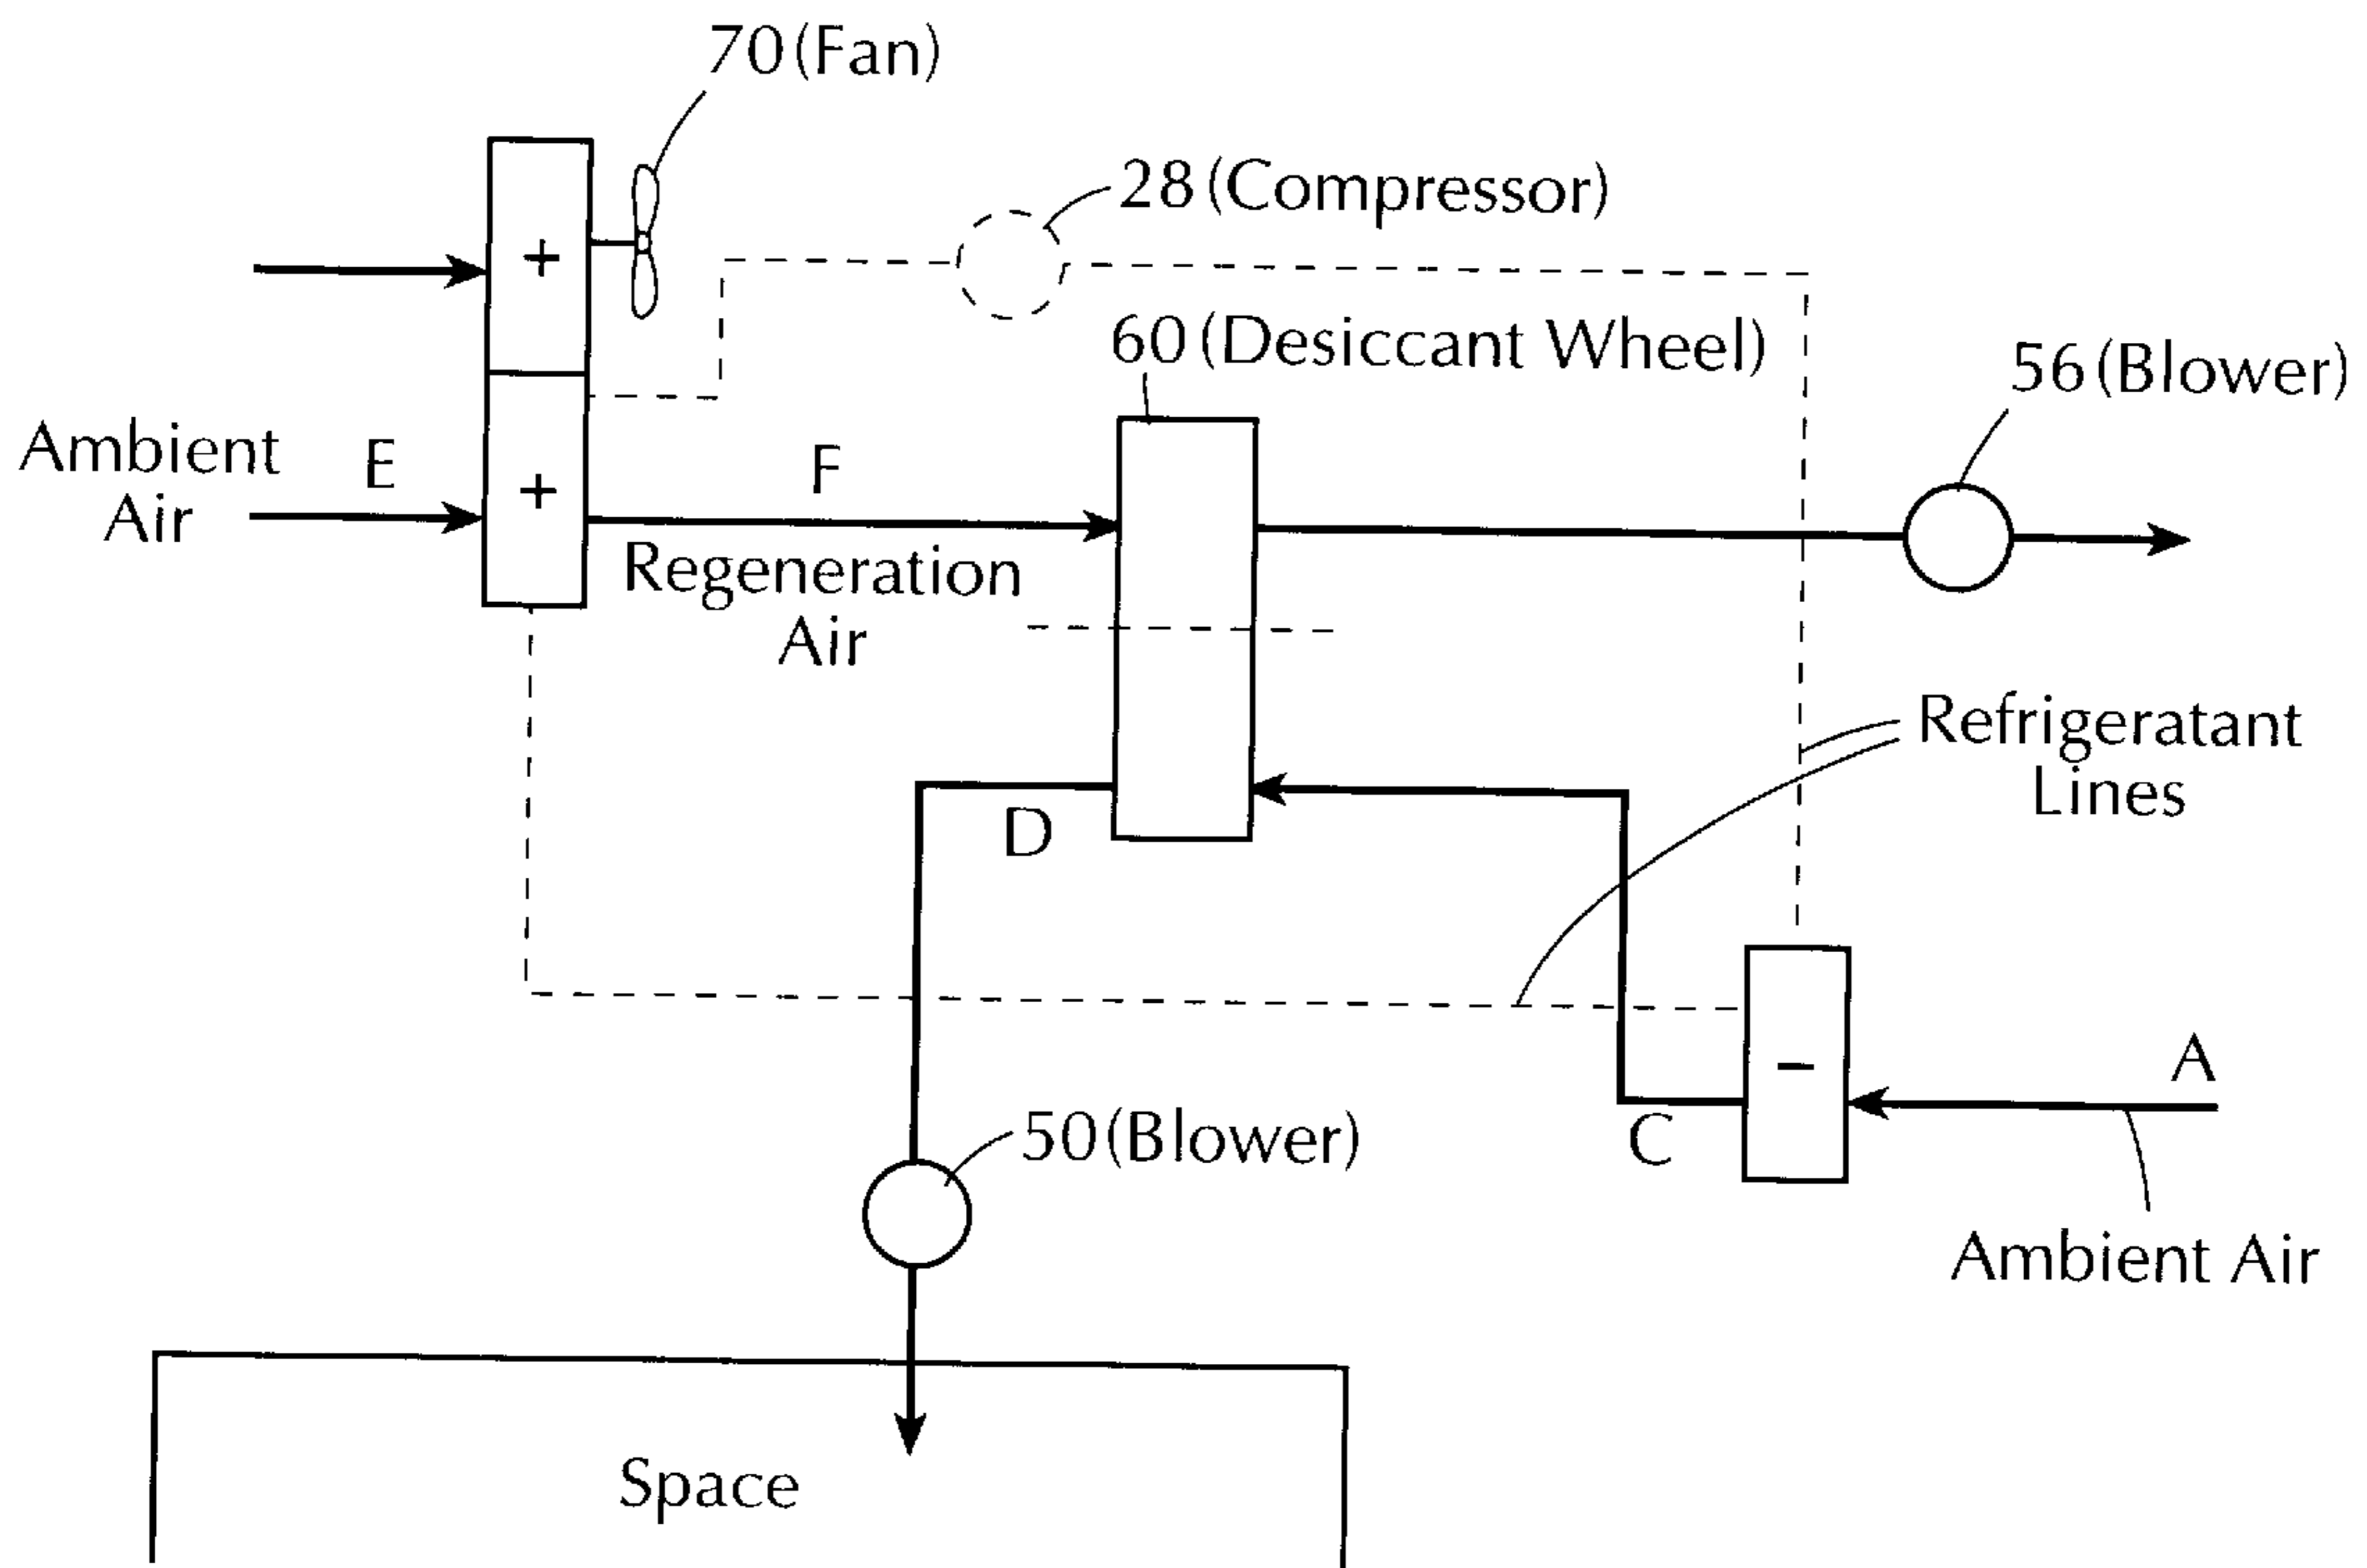 70 (Fan)
28 (Compressor)
60 (Desiccant Wheel)
56 (Blower)
+
Ambient
Air
E
+
F
Regeneration
Air
Refrigeratant
Lines
D
−
A
C
50 (Blower)
Ambient Air
Space